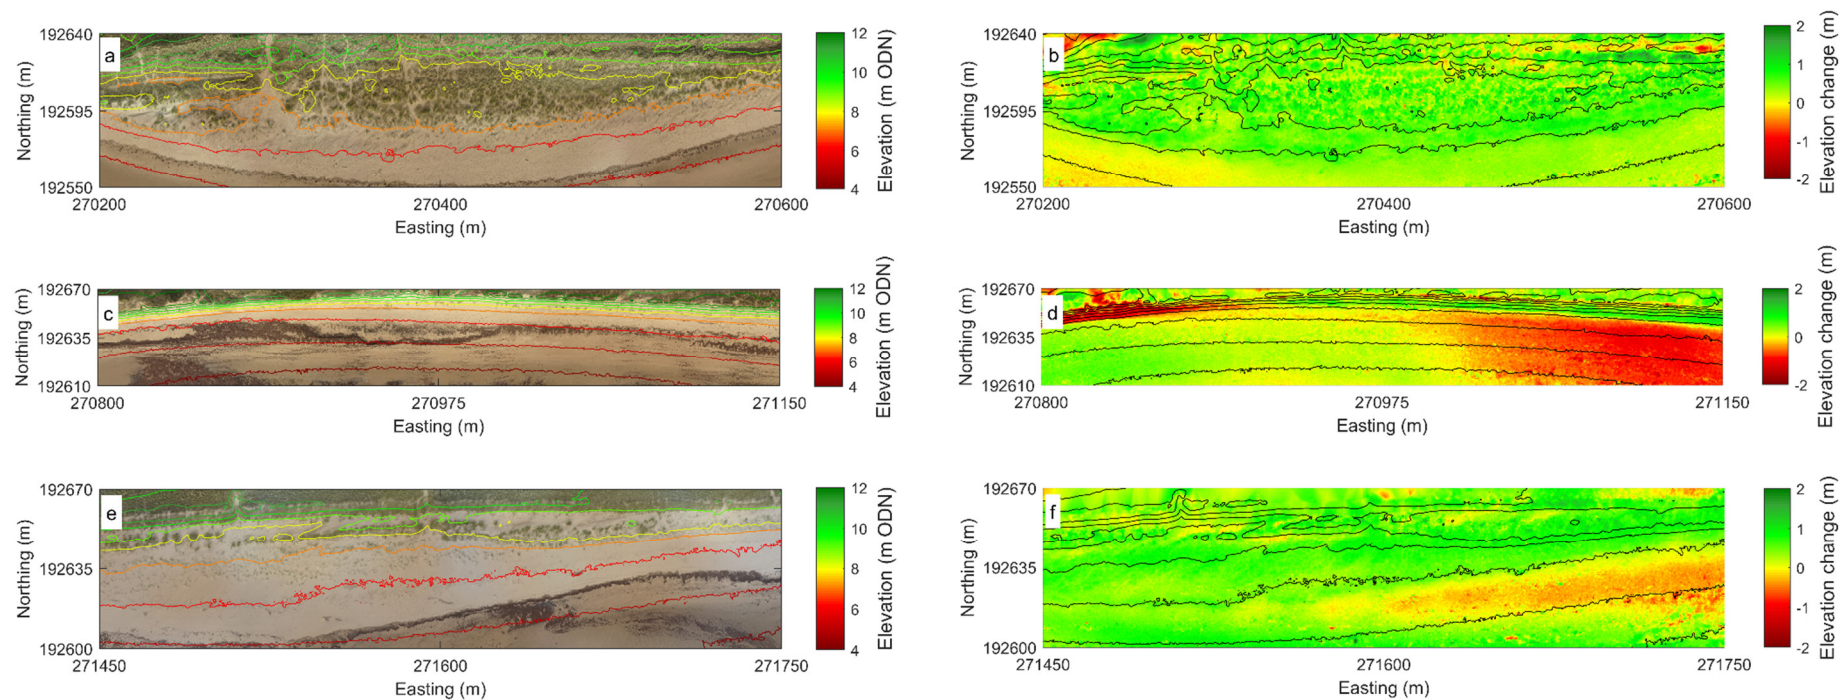 a
192640
192595
192550
Northing (m)
270200
270400
270600
Easting (m)
12
10
8
6
4
Elevation (m ODN)
b
192640
192595
192550
Northing (m)
270200
270400
270600
Easting (m)
2
1
0
-1
-2
Elevation change (m)
c
192670
192635
192610
Northing (m)
270800
270975
271150
Easting (m)
12
10
8
6
4
Elevation (m ODN)
d
192670
192635
192610
Northing (m)
270800
270975
271150
Easting (m)
2
1
0
-1
-2
Elevation change (m)
e
192670
192635
192600
Northing (m)
271450
271600
271750
Easting (m)
12
10
8
6
4
Elevation (m ODN)
f
192670
192635
192600
Northing (m)
271450
271600
271750
Easting (m)
2
1
0
-1
-2
Elevation change (m)